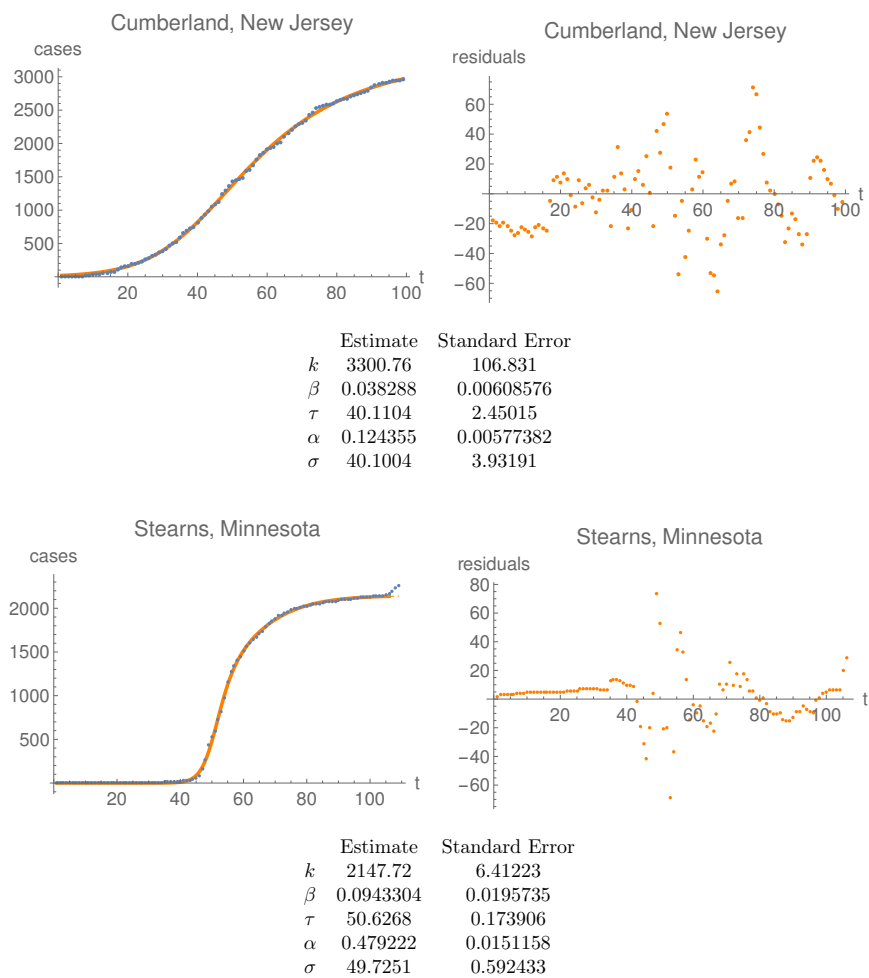 Cumberland, New Jersey
cases
3000
2500
2000
1500
1000
500
20 40 60 80 100
t
Cumberland, New Jersey
residuals
60
40
20
-20
-40
-60
20 40 60 80 100
t
Estimate Standard Error
k 3300.76 106.831
β 0.038288 0.00608576
τ 40.1104 2.45015
α 0.124355 0.00577382
σ 40.1004 3.93191
Stearns, Minnesota
cases
2000
1500
1000
500
20 40 60 80 100
t
Stearns, Minnesota
residuals
80
60
40
20
-20
-40
-60
20 40 60 80 100
t
Estimate Standard Error
k 2147.72 6.41223
β 0.0943304 0.0195735
τ 50.6268 0.173906
α 0.479222 0.0151158
σ 49.7251 0.592433